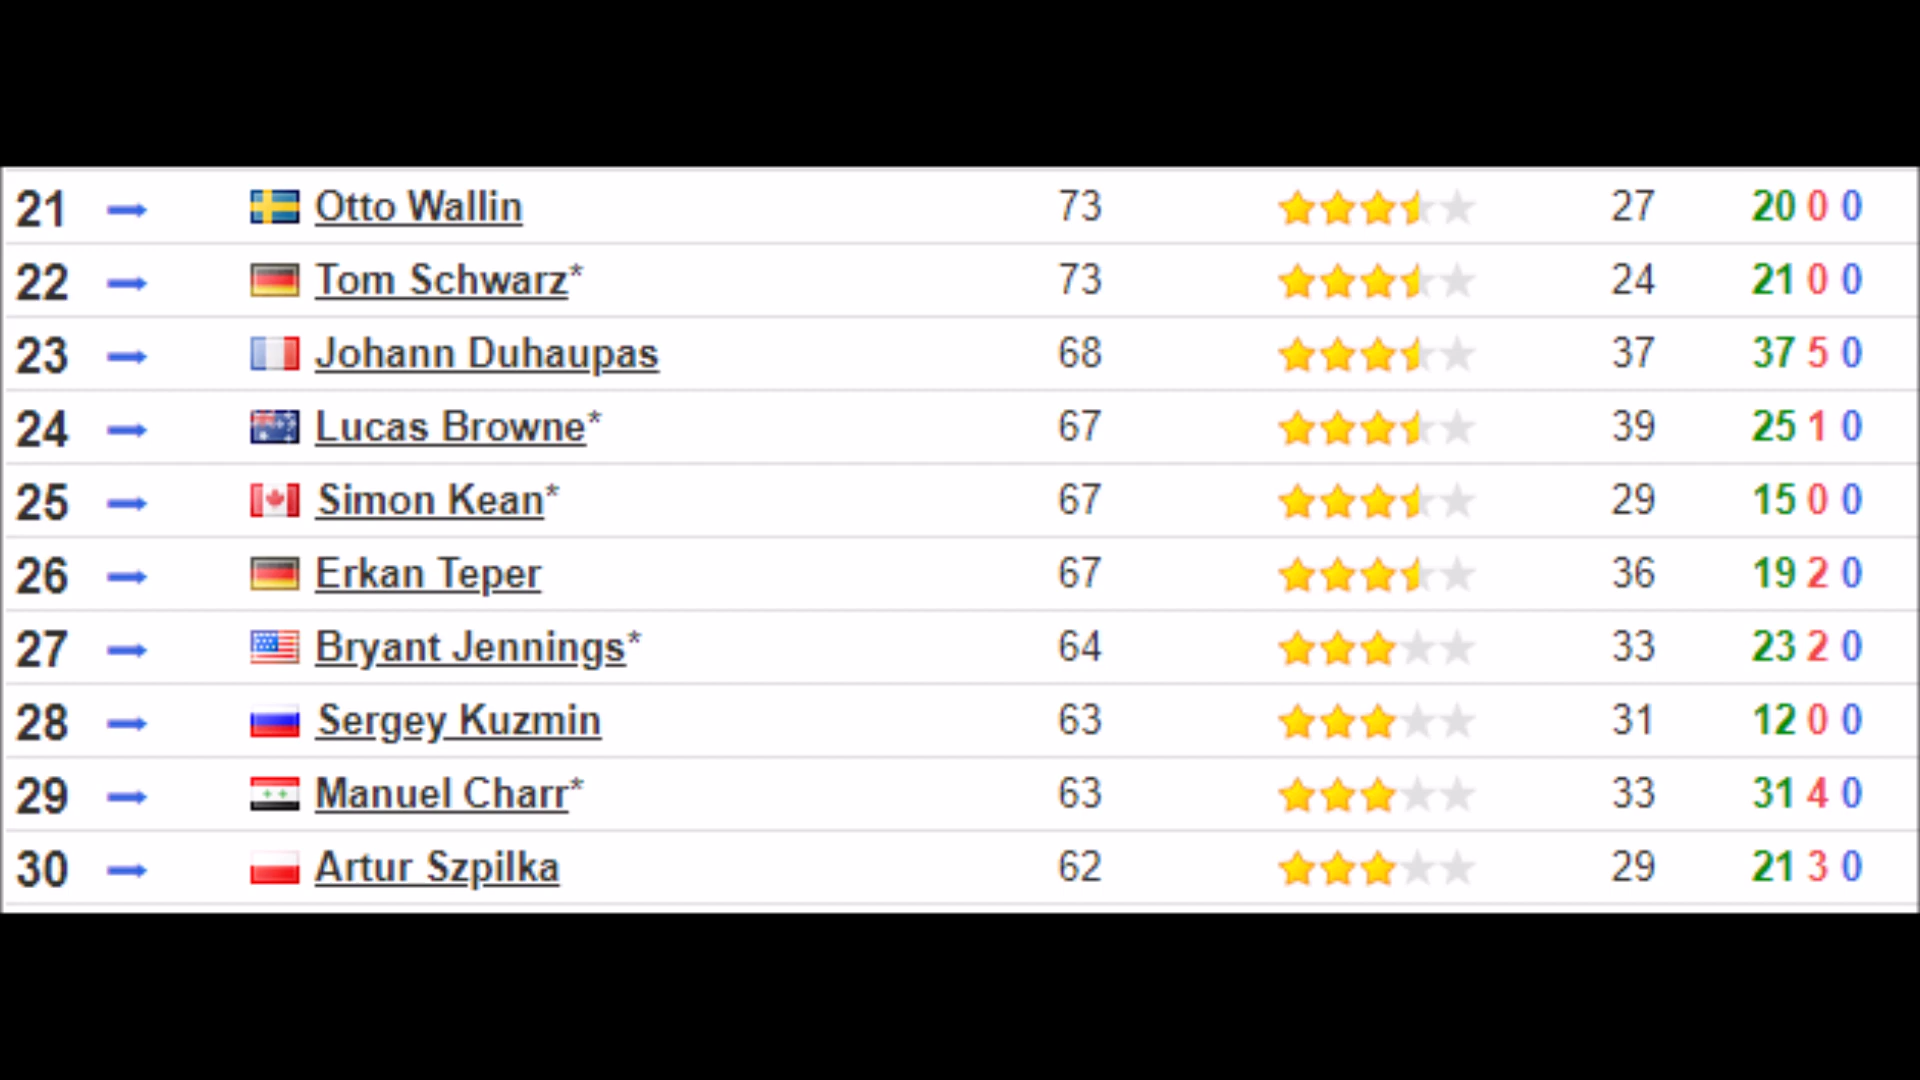 21 Otto Wallin 73 27 20 0 0
22 Tom Schwarz* 73 24 21 0 0
23 Johann Duhaupas 68 37 37 5 0
24 Lucas Browne* 67 39 25 1 0
25 Simon Kean* 67 29 15 0 0
26 Erkan Teper 67 36 19 2 0
27 Bryant Jennings* 64 33 23 2 0
28 Sergey Kuzmin 63 31 12 0 0
29 Manuel Charr* 63 33 31 4 0
30 Artur Szpilka 62 29 21 3 0